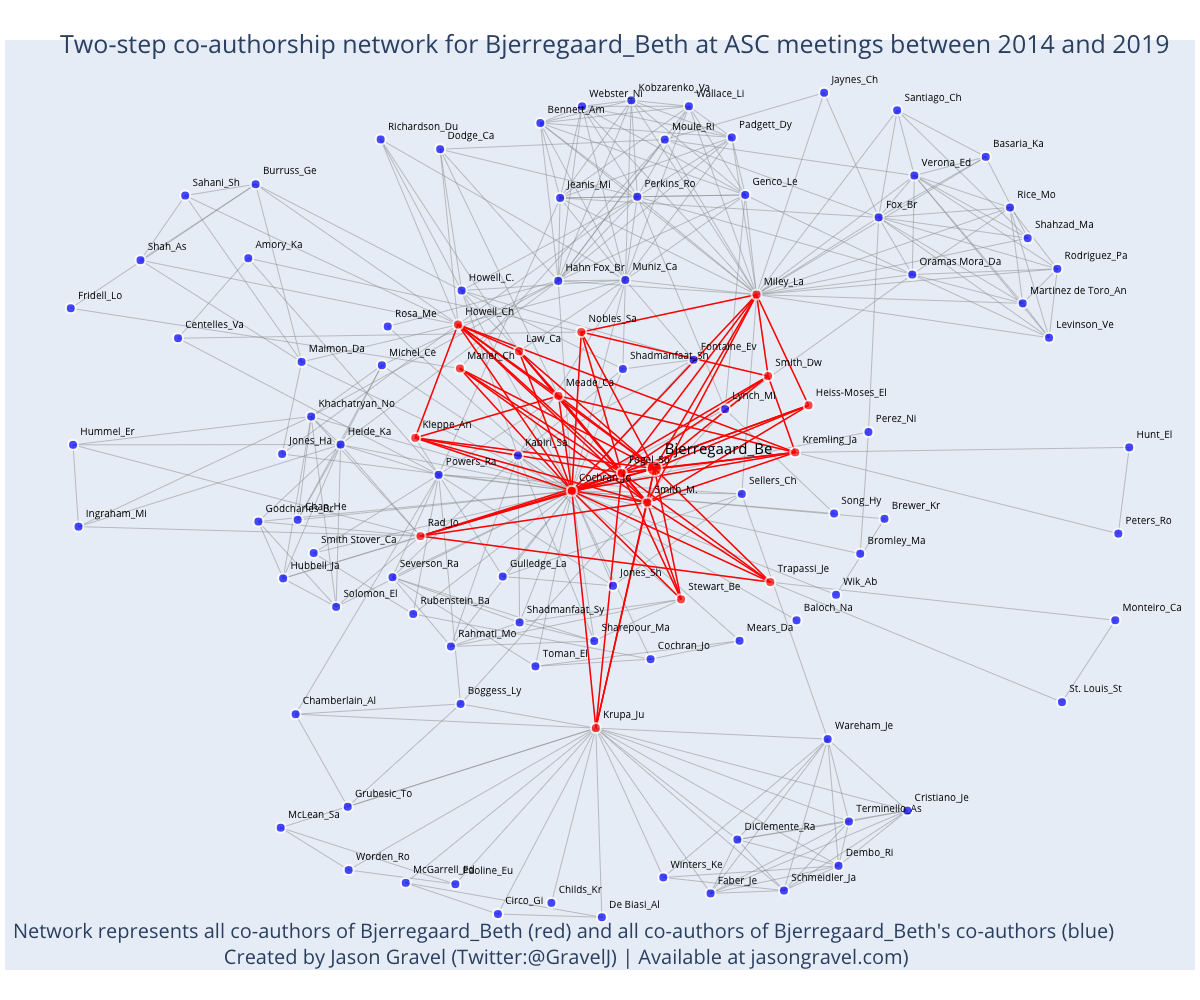 Two-step co-authorship network for Bjerregaard_Beth at ASC meetings between 2014 and 2019
Jaynes_Ch
Kobzarenko_Va
Webster_Ni
Wallace_Li
Santiago_Ch
Bennett_Am
Richardson_Du
Moule_Ri
Padgett_Dy
Dodge_Ca
Basaria_Ka
Verona_Ed
Burruss_Ge
Sahani_Sh
Jeanis_Mi
Perkins_Ro
Genco_Le
Rice_Mo
Fox_Br
Shahzad_Ma
Shah_As
Amory_Ka
Rodriguez_Pa
Oramas Mora_Da
Hahn Fox_Br
Muniz_Ca
Howell_C.
Miley_La
Martinez de Toro_An
Fridell_Lo
Howell_Ch
Rosa_Me
Nobles_Sa
Centelles_Va
Levinson_Ve
Law_Ca
Maimon_Da
Michel_Ce
Marier_Ch
Shadmanfaat_Sh
Fontaine_Ev
Smith_Dw
Meade_Ca
Heiss-Moses_El
Lynch_Mi
Khachatryan_No
Perez_Ni
Kleppe_An
Hummel_Er
Jones_Ha
Heide_Ka
Kabiri_Sa
Kremling_Ja
Hunt_El
Bjerregaard_Be
Powers_Ra
Fogel_So
Cochran_Jo
Smith_M.
Sellers_Ch
Godcharles_Br
Chan_He
Song_Hy
Brewer_Kr
Ingraham_Mi
Rad_Jo
Peters_Ro
Smith Stover_Ca
Bromley_Ma
Hubbell_Ja
Severson_Ra
Gulledge_La
Jones_Sh
Stewart_Be
Trapassi_Je
Wik_Ab
Solomon_El
Rubenstein_Ba
Shadmanfaat_Sy
Baloch_Na
Monteiro_Ca
Rahmati_Mo
Sharepour_Ma
Mears_Da
Toman_El
Cochran_Jo
St. Louis_St
Chamberlain_Al
Boggess_Ly
Krupa_Ju
Wareham_Je
Grubesic_To
Cristiano_Je
McLean_Sa
Terminello_As
DiClemente_Ra
Worden_Ro
McGarrell_Ed
Paoline_Eu
Winters_Ke
Dembo_Ri
Faber_Je
Schmeidler_Ja
Circo_Gi
Childs_Kr
De Biasi_Al
Network represents all co-authors of Bjerregaard_Beth (red) and all co-authors of Bjerregaard_Beth's co-authors (blue)
Created by Jason Gravel (Twitter:@GravelJ) | Available at jasongravel.com)